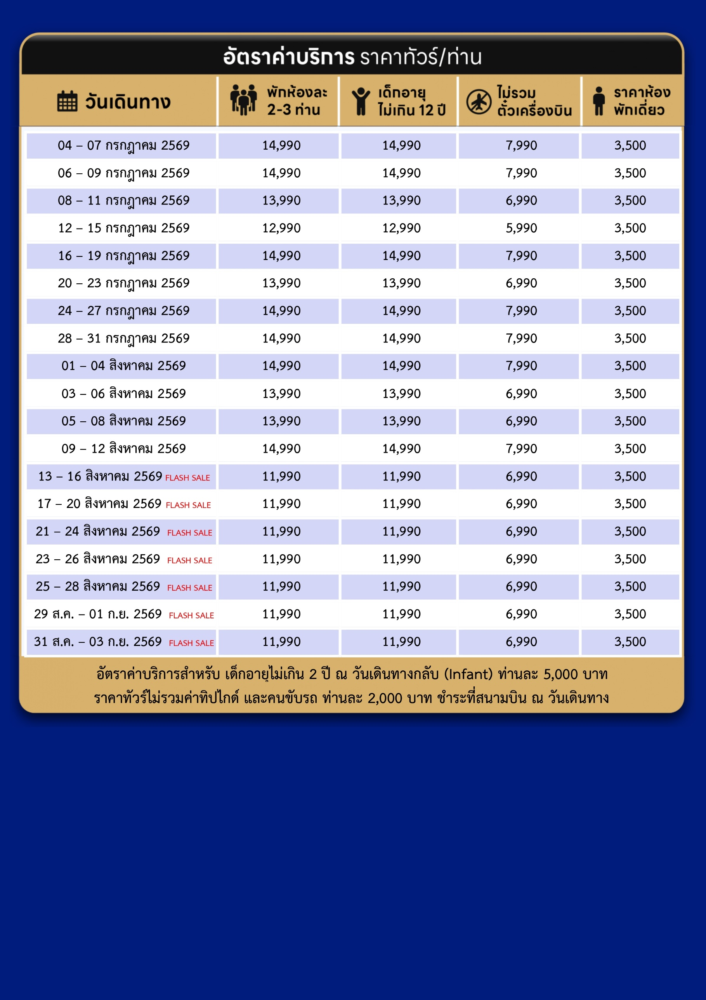 อัตราค่าบริการ ราคาทัวร์/ท่าน
วันเดินทาง พักห้องละ 2-3 ท่าน เด็กอายุ ไม่เกิน 12 ปี ไม่รวม ตั๋วเครื่องบิน ราคาห้อง พักเดี่ยว
04 – 07 กรกฎาคม 2569 14,990 14,990 7,990 3,500
06 – 09 กรกฎาคม 2569 14,990 14,990 7,990 3,500
08 – 11 กรกฎาคม 2569 13,990 13,990 6,990 3,500
12 – 15 กรกฎาคม 2569 12,990 12,990 5,990 3,500
16 – 19 กรกฎาคม 2569 14,990 14,990 7,990 3,500
20 – 23 กรกฎาคม 2569 13,990 13,990 6,990 3,500
24 – 27 กรกฎาคม 2569 14,990 14,990 7,990 3,500
28 – 31 กรกฎาคม 2569 14,990 14,990 7,990 3,500
01 – 04 สิงหาคม 2569 14,990 14,990 7,990 3,500
03 – 06 สิงหาคม 2569 13,990 13,990 6,990 3,500
05 – 08 สิงหาคม 2569 13,990 13,990 6,990 3,500
09 – 12 สิงหาคม 2569 14,990 14,990 7,990 3,500
13 – 16 สิงหาคม 2569 FLASH SALE 11,990 11,990 6,990 3,500
17 – 20 สิงหาคม 2569 FLASH SALE 11,990 11,990 6,990 3,500
21 – 24 สิงหาคม 2569 FLASH SALE 11,990 11,990 6,990 3,500
23 – 26 สิงหาคม 2569 FLASH SALE 11,990 11,990 6,990 3,500
25 – 28 สิงหาคม 2569 FLASH SALE 11,990 11,990 6,990 3,500
29 ส.ค. – 01 ก.ย. 2569 FLASH SALE 11,990 11,990 6,990 3,500
31 ส.ค. – 03 ก.ย. 2569 FLASH SALE 11,990 11,990 6,990 3,500
อัตราค่าบริการสำหรับ เด็กอายุไม่เกิน 2 ปี ณ วันเดินทางกลับ (Infant) ท่านละ 5,000 บาท
ราคาทัวร์ไม่รวมค่าทิปไกด์ และคนขับรถ ท่านละ 2,000 บาท ชำระที่สนามบิน ณ วันเดินทาง